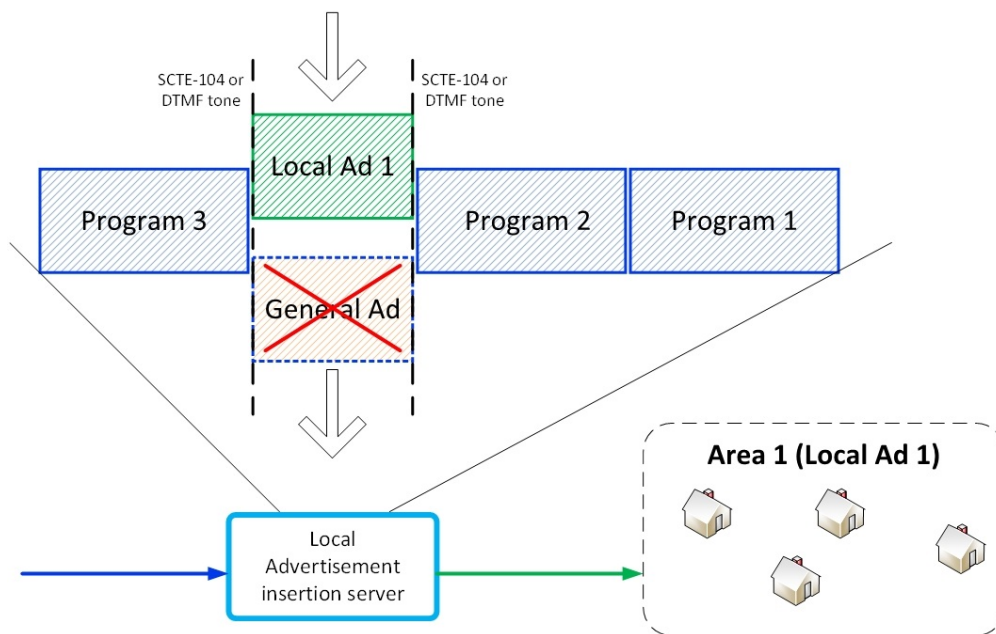 SCTE-104 or
DTMF tone
SCTE-104 or
DTMF tone
Local Ad 1
Program 3
Program 2
Program 1
General Ad
Area 1 (Local Ad 1)
Local
Advertisement
insertion server